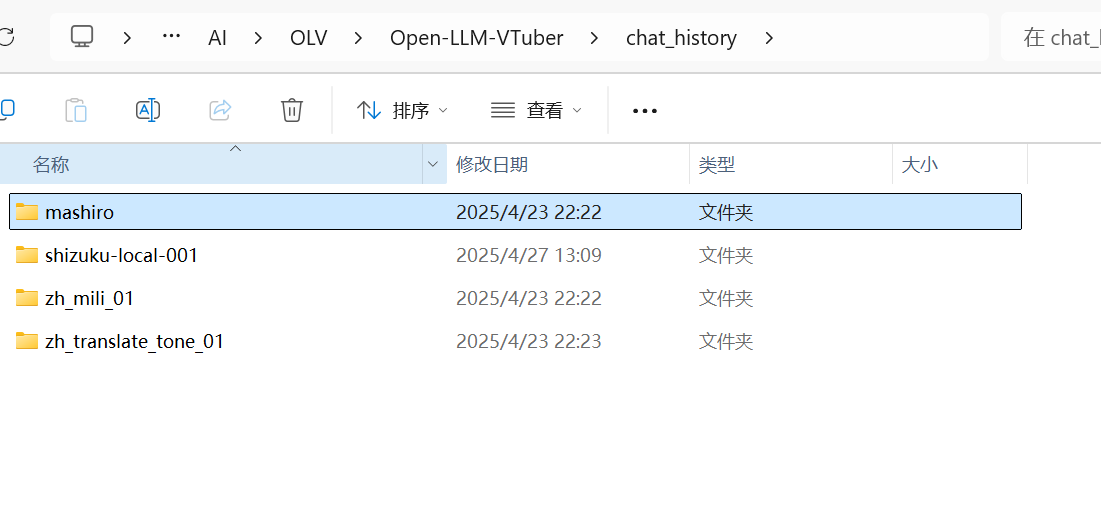 AI OLV Open-LLM-VTuber chat_history 在 chat_
排序 查看
名称 修改日期 类型 大小
mashiro 2025/4/23 22:22 文件夹
shizuku-local-001 2025/4/27 13:09 文件夹
zh_mili_01 2025/4/23 22:22 文件夹
zh_translate_tone_01 2025/4/23 22:23 文件夹